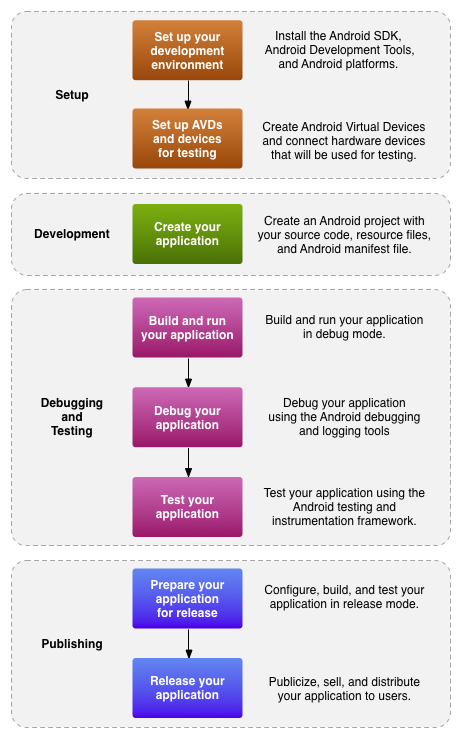 Setup
Set up your
development
environment
Install the Android SDK,
Android Development Tools,
and Android platforms.
Set up AVDs
and devices
for testing
Create Android Virtual Devices
and connect hardware devices
that will be used for testing.
Development
Create your
application
Create an Android project with
your source code, resource files,
and Android manifest file.
Debugging
and
Testing
Build and run
your application
Build and run your application
in debug mode.
Debug your
application
Debug your application
using the Android debugging
and logging tools
Test your
application
Test your application using the
Android testing and
instrumentation framework.
Publishing
Prepare your
application
for release
Configure, build, and test your
application in release mode.
Release your
application
Publicize, sell, and distribute
your application to users.